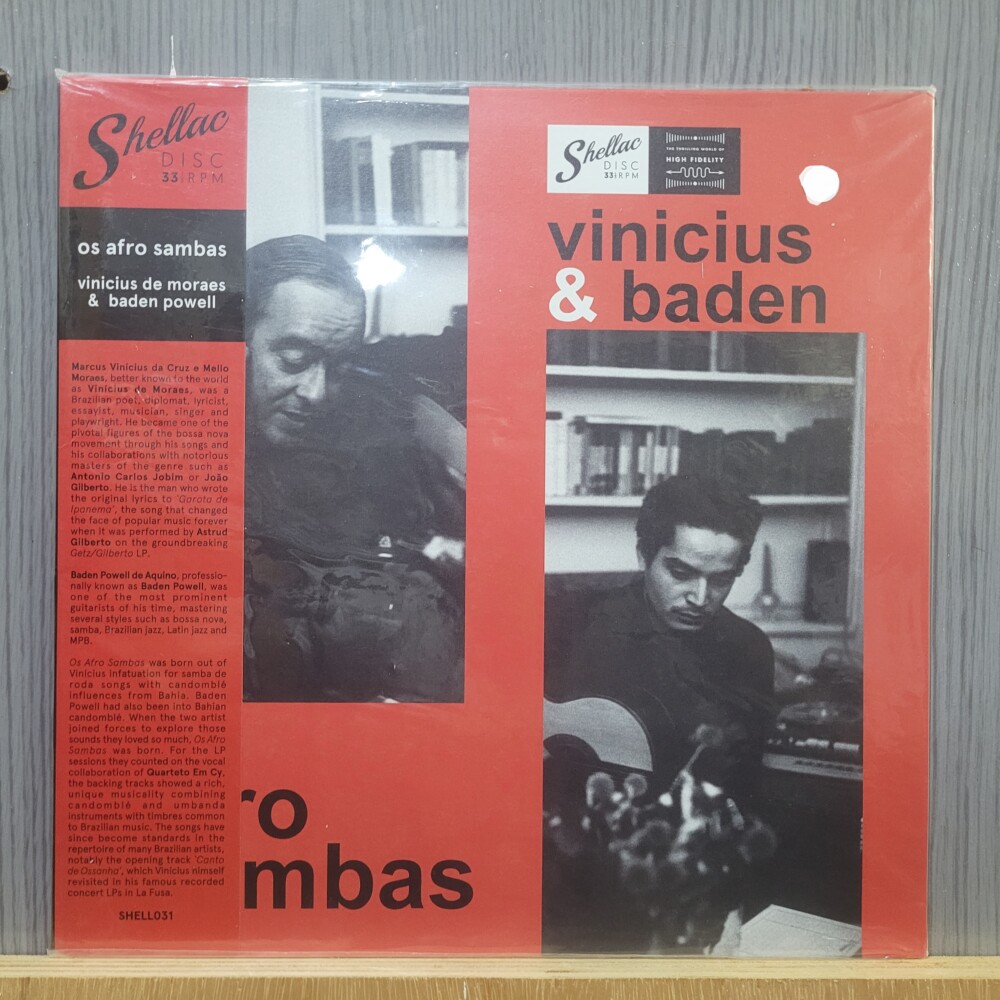 Shellac
DISC
33 RPM
os afro sambas
vinicius de moraes
& baden powell
Marcus Vinicius da Cruz e Mello
Moraes, better known to the world
as Vinicius de Moraes, was a
Brazilian poet, diplomat, lyricist,
essayist, musician, singer and
playwright. He became one of the
pivotal figures of the bossa nova
movement through his songs and
his collaborations with notorious
masters of the genre such as
Antonio Carlos Jobim or João
Gilberto. He is the man who wrote
the original lyrics to 'Garota de
Ipanema', the song that changed
the face of popular music forever
when it was performed by Astrud
Gilberto on the groundbreaking
Getz/Gilberto LP.
Baden Powell de Aquino, professio-
nally known as Baden Powell, was
one of the most prominent
guitarists of his time, mastering
several styles such as bossa nova,
samba, Brazilian jazz, Latin jazz and
MPB.
Os Afro Sambas was born out of
Vinicius infatuation for samba de
roda songs with candomblé
influences from Bahia. Baden
Powell had also been into Bahian
candomblé. When the two artist
joined forces to explore those
sounds they loved so much, Os Afro
Sambas was born. For the LP
sessions they counted on the vocal
collaboration of Quarteto Em Cy,
the backing tracks showed a rich,
unique musicality combining
candomblé and umbanda
instruments with timbres common
to Brazilian music. The songs have
since become standards in the
repertoire of many Brazilian artists,
notably the opening track 'Canto
de Ossanha', which Vinicius himself
revisited in his famous recorded
concert LPs in La Fusa.
SHELL031
Shellac
DISC
33 RPM
THE THRILLING WORLD OF
HIGH FIDELITY
vinicius
& baden
ro
mbas